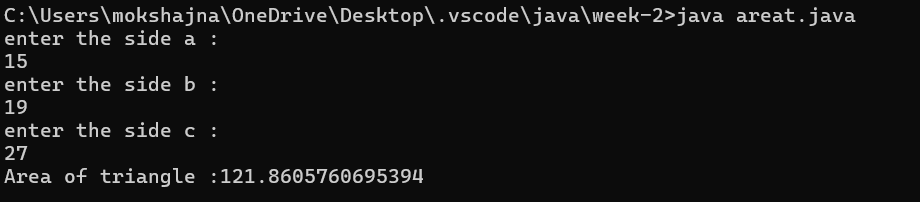 C:\Users\mokshajna\OneDrive\Desktop\.vscode\java\week-2>java areat.java
enter the side a :
15
enter the side b :
19
enter the side c :
27
Area of triangle :121.8605760695394